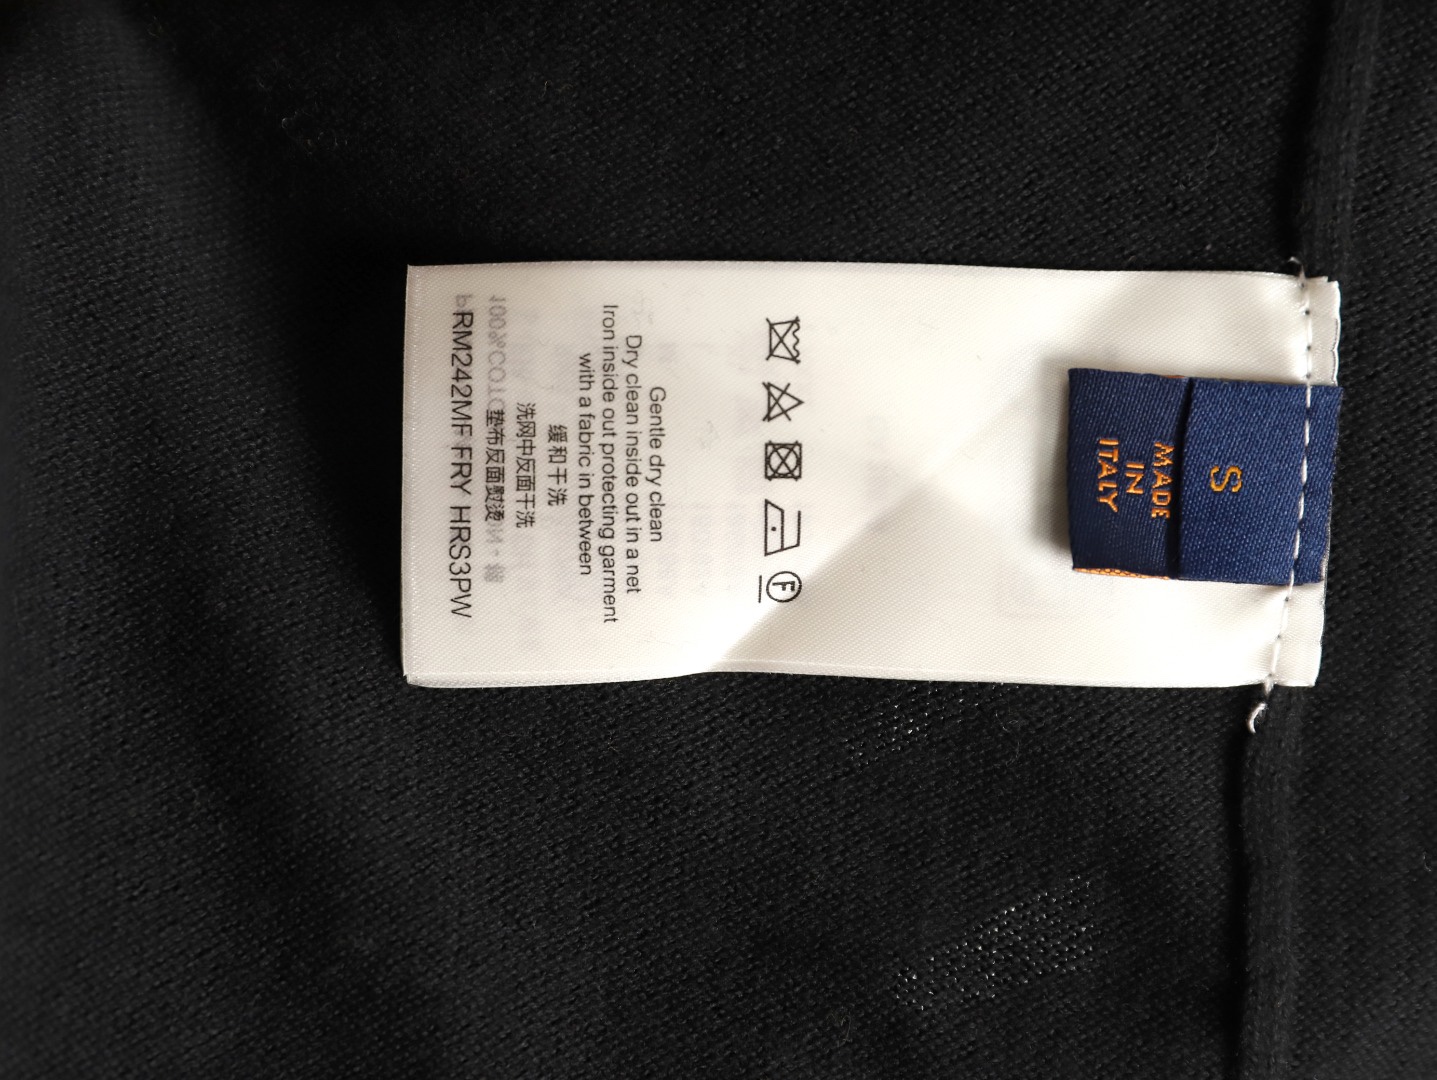 S
MADE
IN
ITALY
F
Gentle dry clean
Dry clean inside out in a net
Iron inside out protecting garment
with a fabric in between
缓和干洗
洗网中反面干洗
垫布反面熨烫
RM242MF FRY HRS3PW